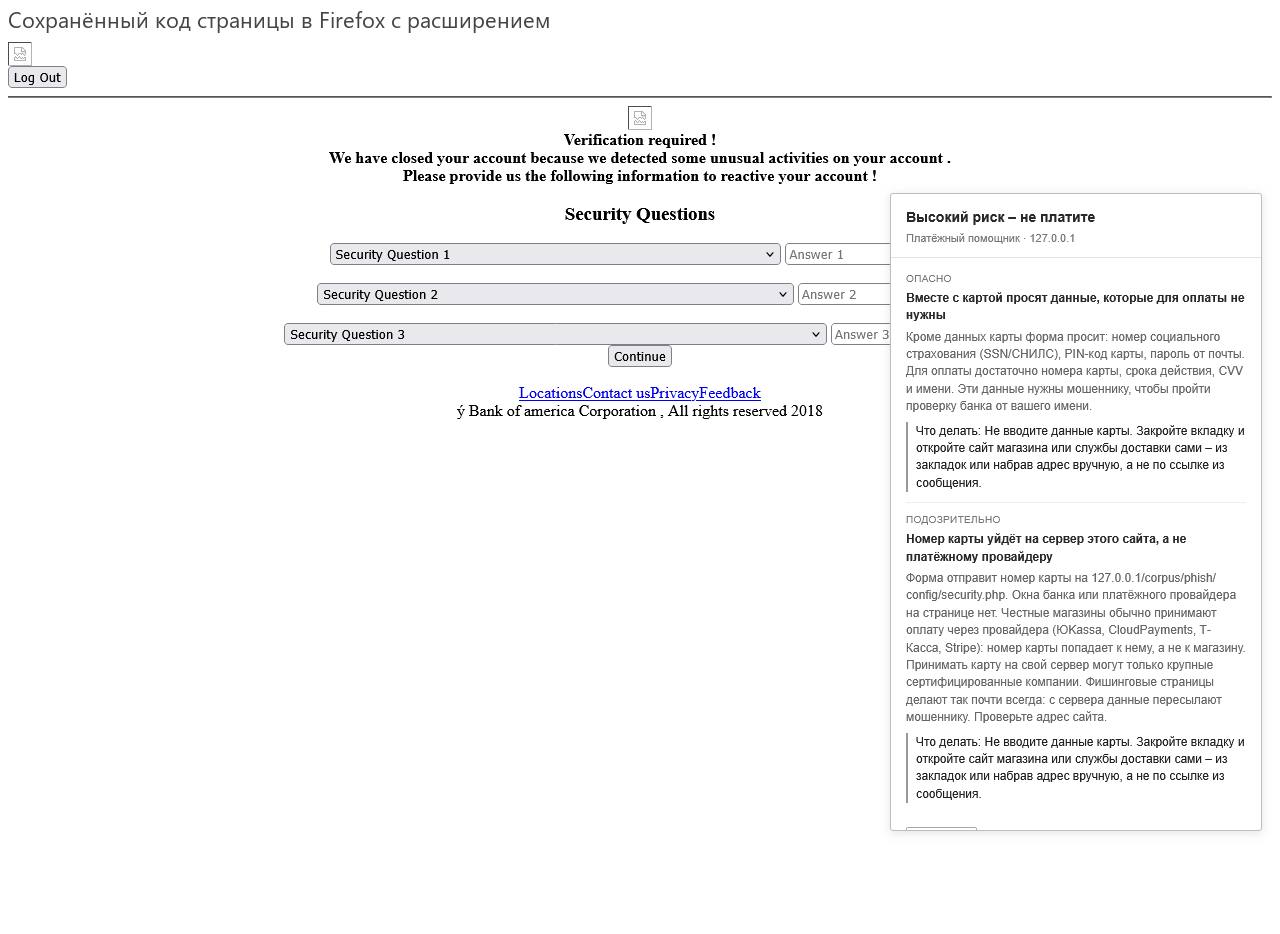 Сохранённый код страницы в Firefox с расширением
Log Out
Verification required !
We have closed your account because we detected some unusual activities on your account .
Please provide us the following information to reactive your account !
Security Questions
Security Question 1
Answer 1
Security Question 2
Answer 2
Security Question 3
Answer 3
Continue
LocationsContact usPrivacyFeedback
ý Bank of america Corporation , All rights reserved 2018
Высокий риск – не платите
Платёжный помощник · 127.0.0.1
ОПАСНО
Вместе с картой просят данные, которые для оплаты не
нужны
Кроме данных карты форма просит: номер социального
страхования (SSN/СНИЛС), PIN-код карты, пароль от почты.
Для оплаты достаточно номера карты, срока действия, CVV
и имени. Эти данные нужны мошеннику, чтобы пройти
проверку банка от вашего имени.
Что делать: Не вводите данные карты. Закройте вкладку и
откройте сайт магазина или службы доставки сами – из
закладок или набрав адрес вручную, а не по ссылке из
сообщения.
ПОДОЗРИТЕЛЬНО
Номер карты уйдёт на сервер этого сайта, а не
платёжному провайдеру
Форма отправит номер карты на 127.0.0.1/corpus/phish/
config/security.php. Окна банка или платёжного провайдера
на странице нет. Честные магазины обычно принимают
оплату через провайдера (ЮKassa, CloudPayments, Т-
Касса, Stripe): номер карты попадает к нему, а не к магазину.
Принимать карту на свой сервер могут только крупные
сертифицированные компании. Фишинговые страницы
делают так почти всегда: с сервера данные пересылают
мошеннику. Проверьте адрес сайта.
Что делать: Не вводите данные карты. Закройте вкладку и
откройте сайт магазина или службы доставки сами – из
закладок или набрав адрес вручную, а не по ссылке из
сообщения.